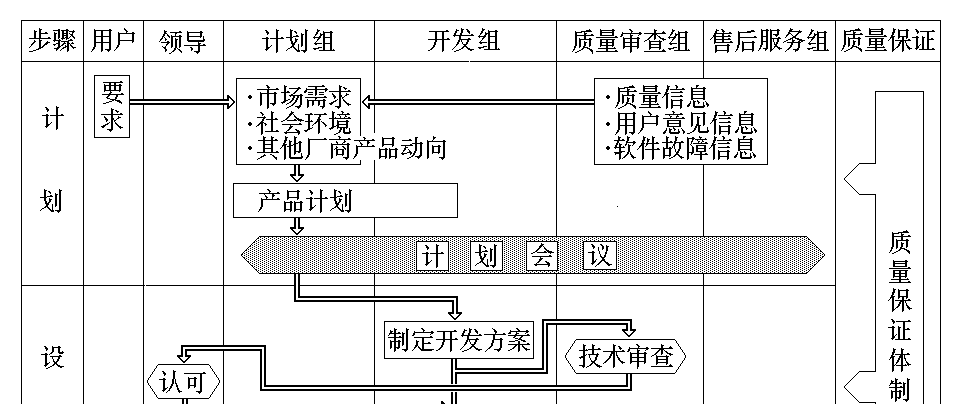 步骤 用户 领导 计划组 开发组 质量审查组 售后服务组 质量保证
计划
要求
·市场需求
·社会环境
·其他厂商产品动向
·质量信息
·用户意见信息
·软件故障信息
产品计划
计划会议
质量保证体制
设
制定开发方案
技术审查
认可